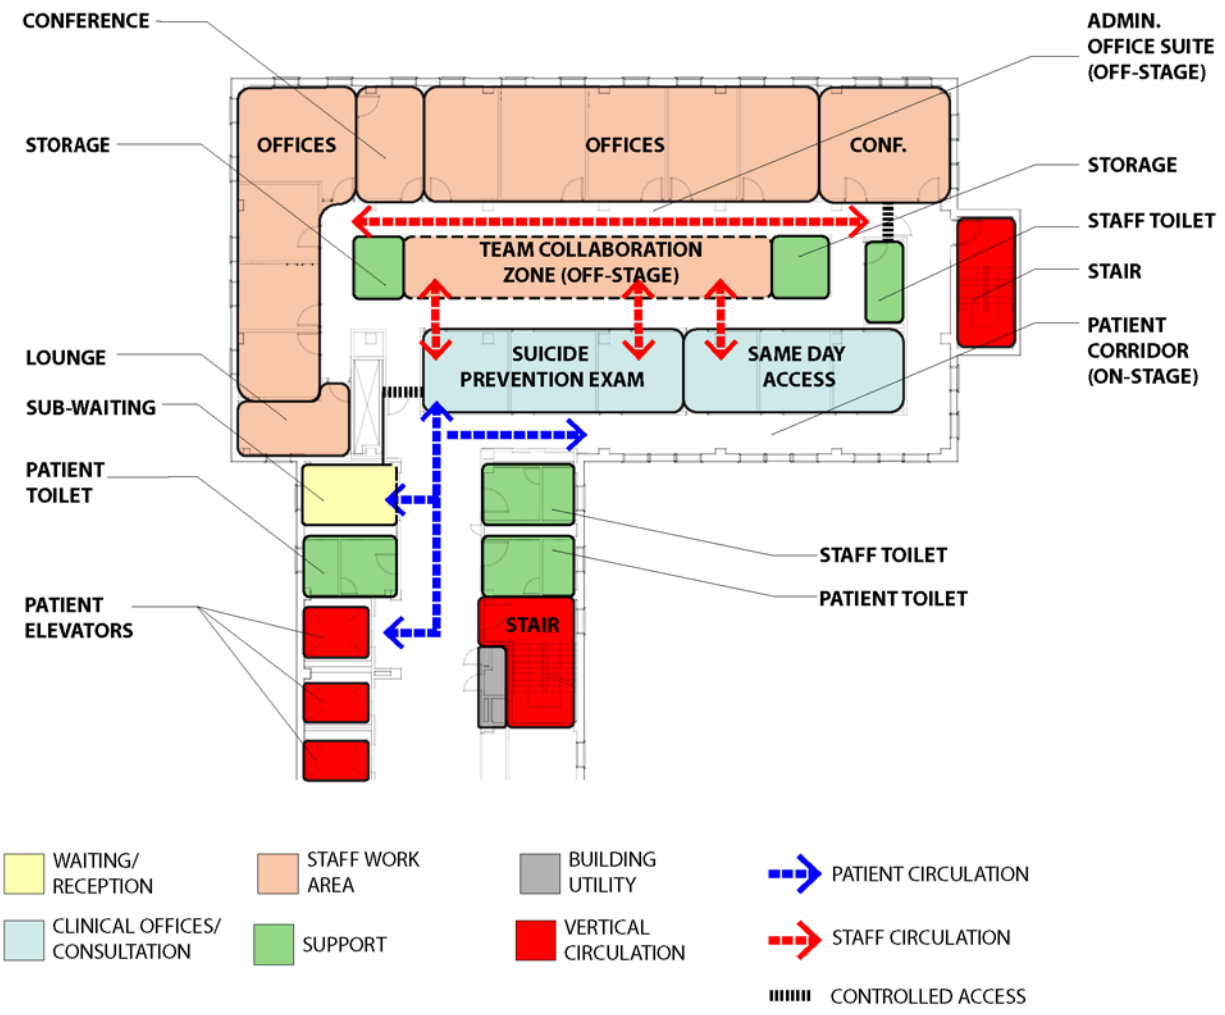 CONFERENCE
ADMIN.
OFFICE SUITE
(OFF-STAGE)
STORAGE
OFFICES
OFFICES
CONF.
STORAGE
STAFF TOILET
TEAM COLLABORATION
ZONE (OFF-STAGE)
STAIR
LOUNGE
SUICIDE
PREVENTION EXAM
SAME DAY
ACCESS
PATIENT
CORRIDOR
(ON-STAGE)
SUB-WAITING
PATIENT
TOILET
STAFF TOILET
PATIENT TOILET
PATIENT
ELEVATORS
STAIR
WAITING/
RECEPTION
STAFF WORK
AREA
BUILDING
UTILITY
PATIENT CIRCULATION
CLINICAL OFFICES/
CONSULTATION
SUPPORT
VERTICAL
CIRCULATION
STAFF CIRCULATION
CONTROLLED ACCESS